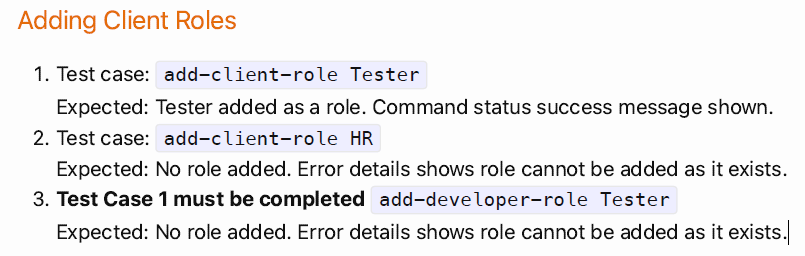 Adding Client Roles
1. Test case: add-client-role Tester
Expected: Tester added as a role. Command status success message shown.
2. Test case: add-client-role HR
Expected: No role added. Error details shows role cannot be added as it exists.
3. Test Case 1 must be completed add-developer-role Tester
Expected: No role added. Error details shows role cannot be added as it exists.